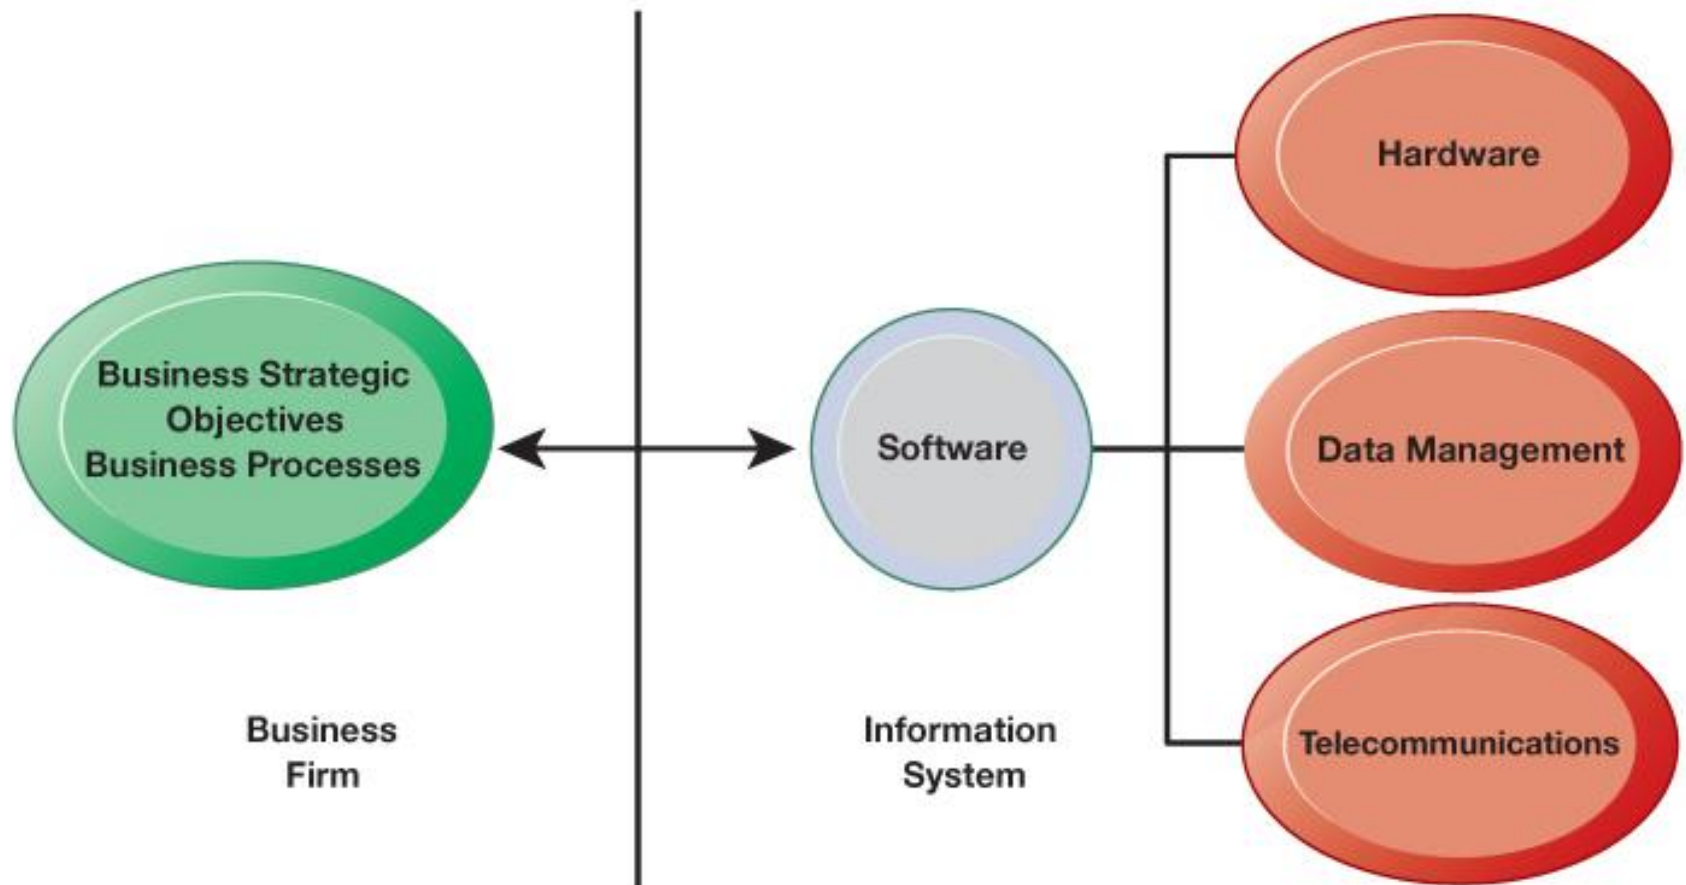 Business Strategic
Objectives
Business Processes
Business
Firm
Software
Information
System
Hardware
Data Management
Telecommunications